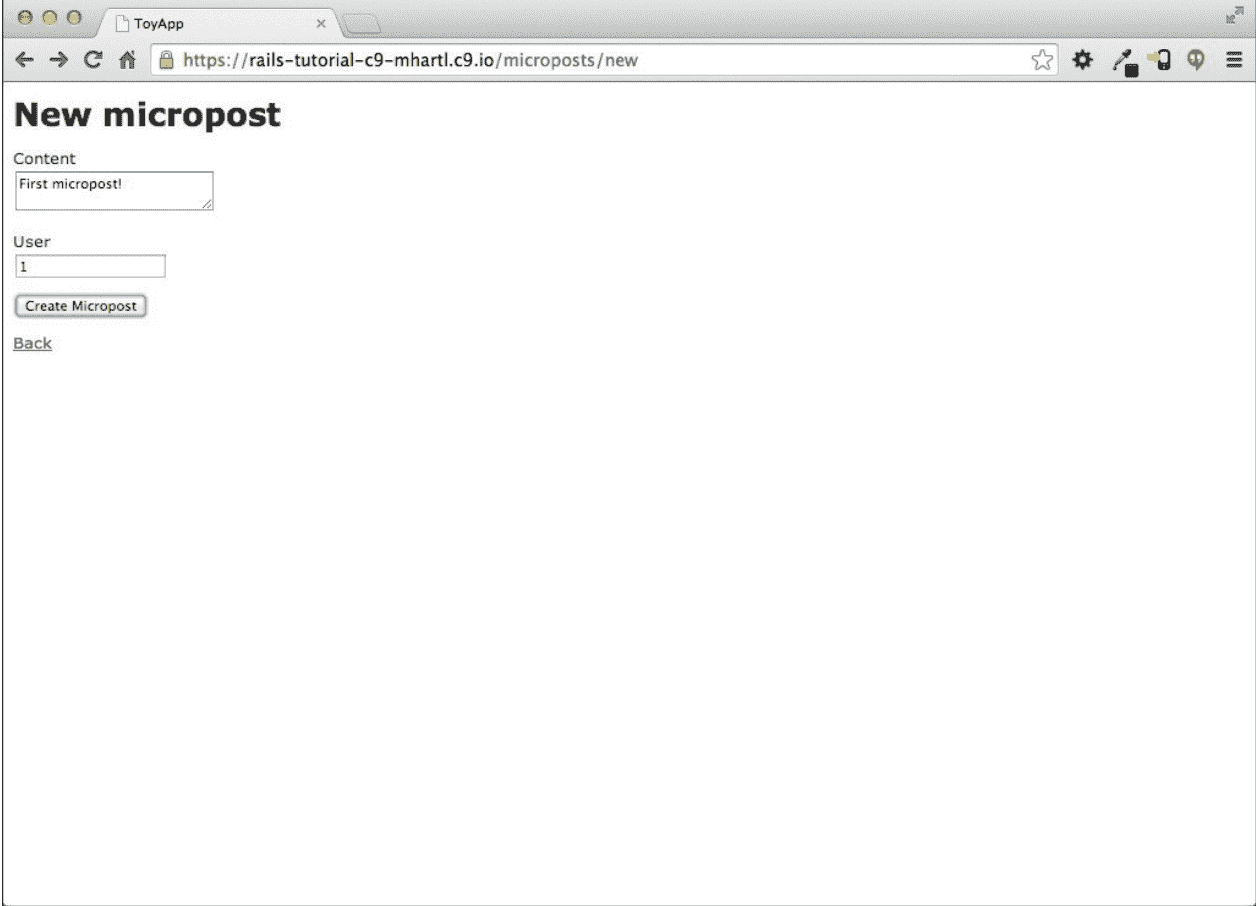 ToyApp
https://rails-tutorial-c9-mhartl.c9.io/microposts/new
New micropost
Content
First micropost!
User
1
Create Micropost
Back